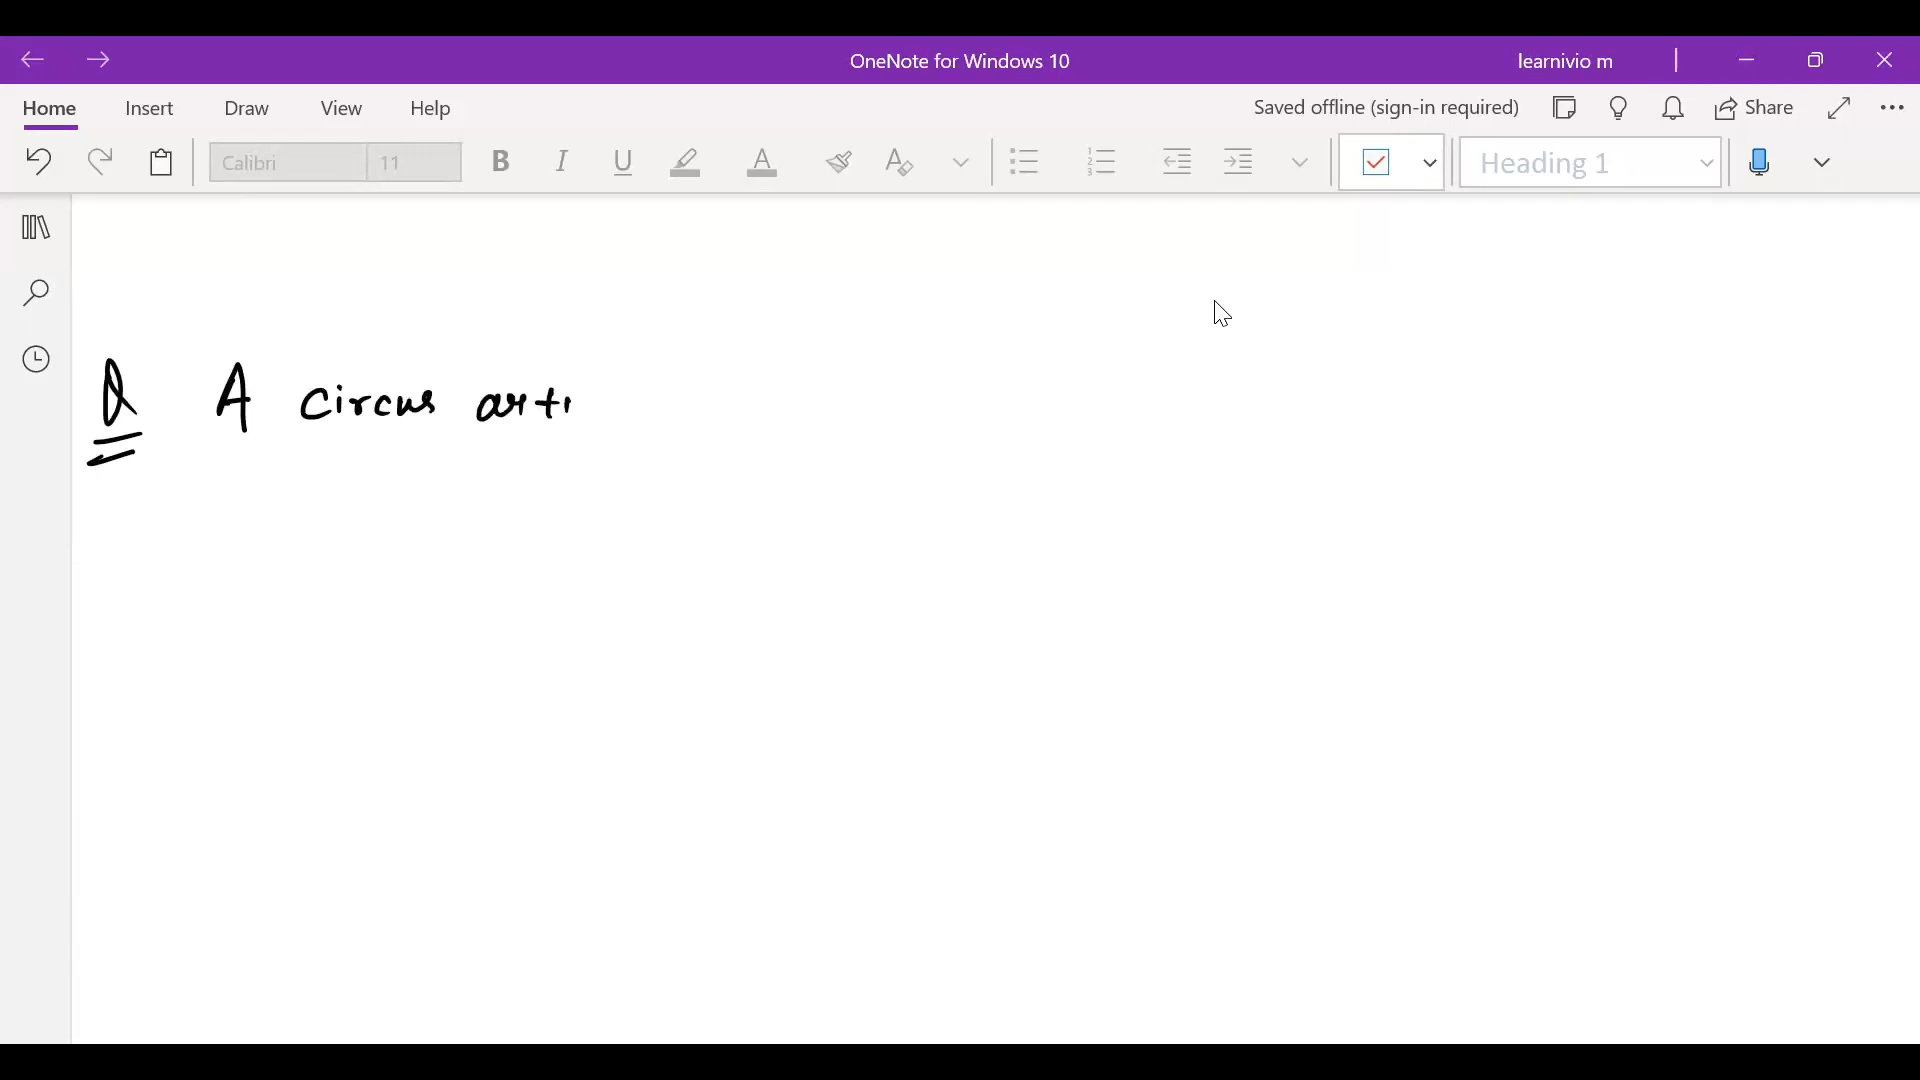 OneNote for Windows 10
learnivio m
Home Insert Draw View Help
Saved offline (sign-in required) Share
Calibri 11 B I U A A Heading 1
Q A circus arti